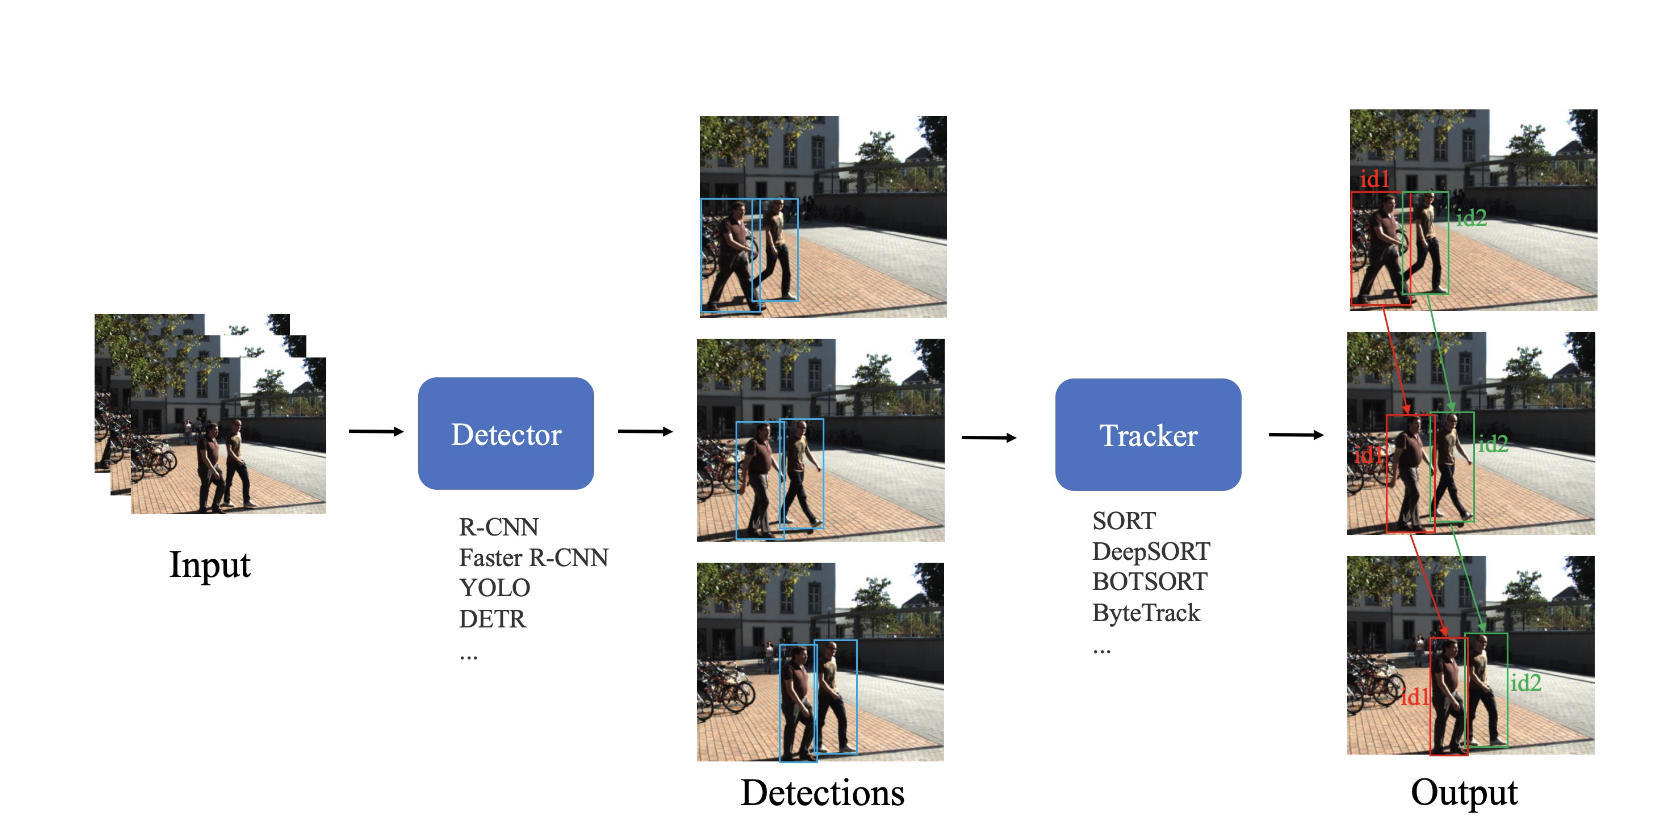 Input
Detector
R-CNN
Faster R-CNN
YOLO
DETR
...
Detections
Tracker
SORT
DeepSORT
BOTSORT
ByteTrack
...
id1
id2
id1
id2
id1
id2
Output